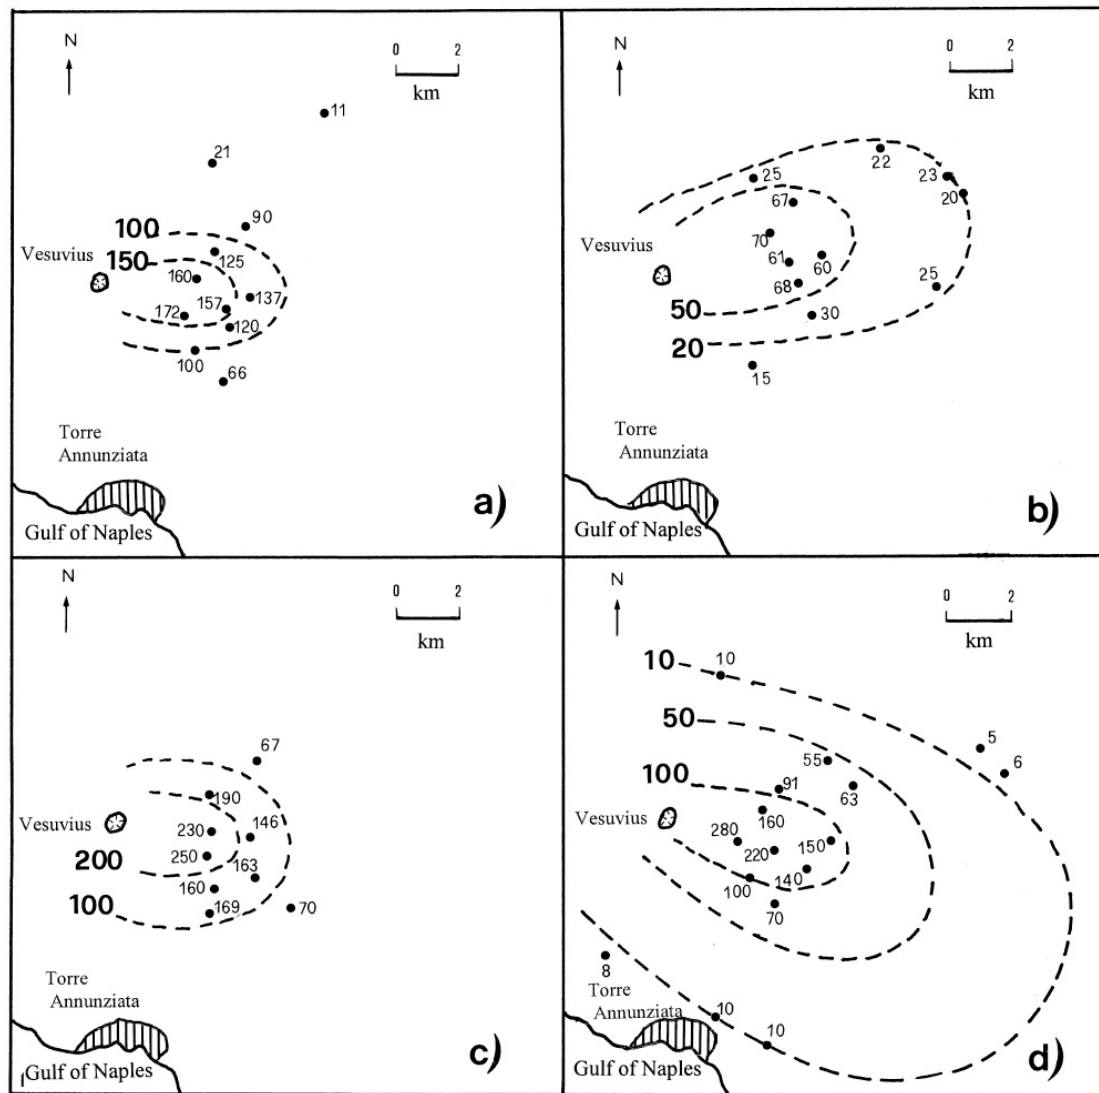 N
0 2
km
11
21
90
100
125
Vesuvius
150
160
137
157
172
120
100
66
Torre
Annunziata
Gulf of Naples
a)
N
0 2
km
22
25
23
20
67
70
Vesuvius
61
60
68
25
50
30
20
15
Torre
Annunziata
Gulf of Naples
b)
N
0 2
km
67
190
Vesuvius
230
146
200
250
163
160
100
169
70
Torre
Annunziata
Gulf of Naples
c)
N
0 2
km
10
10
50
5
6
55
100
91
63
160
Vesuvius
280
150
220
140
100
70
8
Torre
Annunziata
10
10
Gulf of Naples
d)